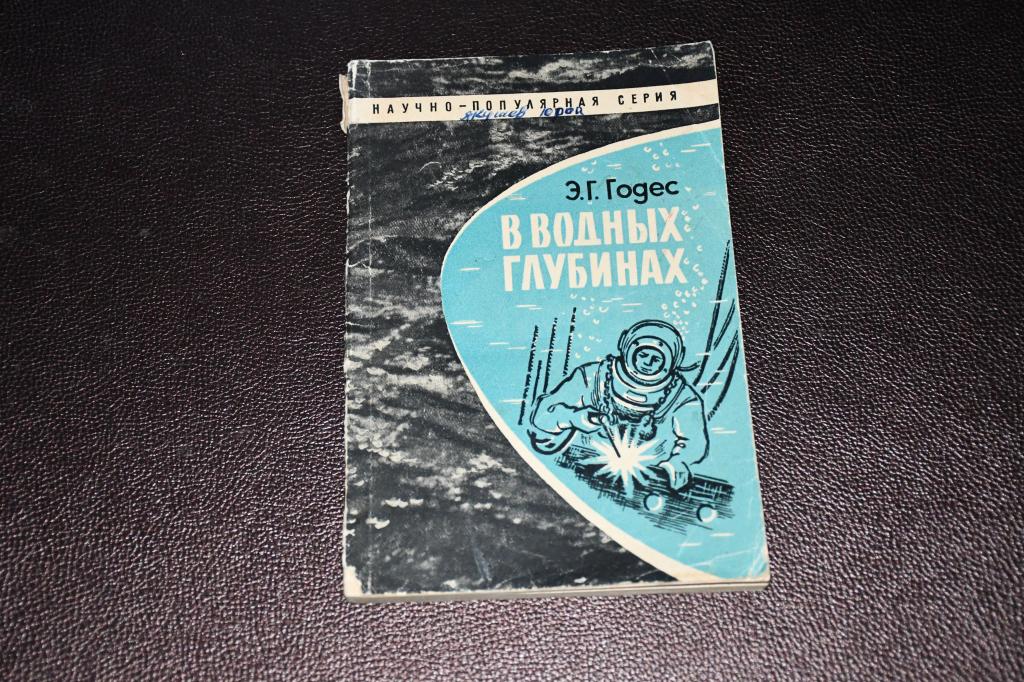 НАУЧНО-ПОПУЛЯРНАЯ СЕРИЯ
Э.Г. Годес
В ВОДНЫХ
ГЛУБИНАХ